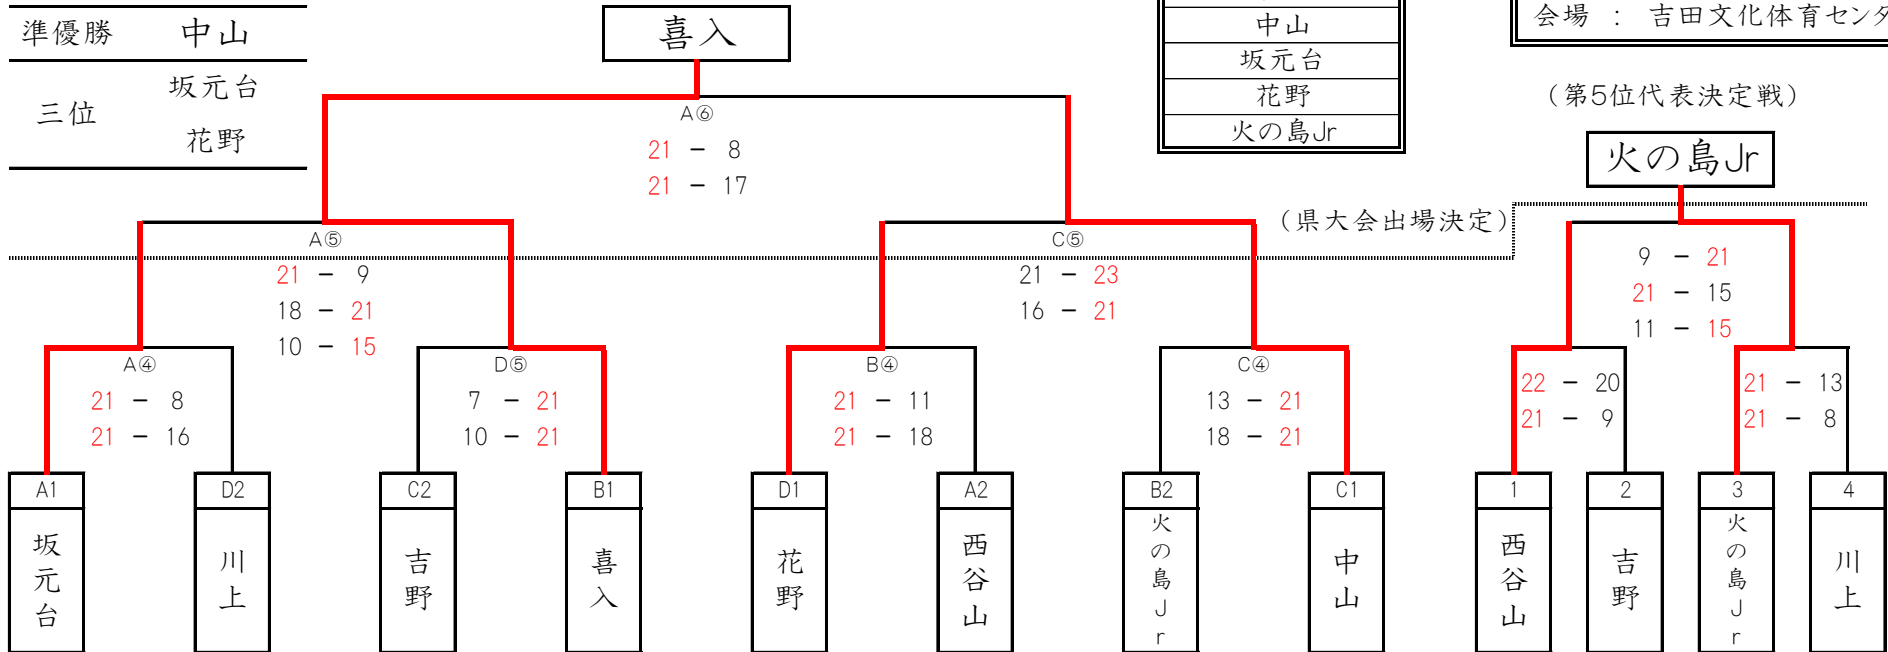 準優勝 中山
三位 坂元台
花野
喜入
中山
坂元台
花野
火の島Jr
会場 : 吉田文化体育センタ
(第5位代表決定戦)
火の島Jr
(県大会出場決定)
A⑥
21 - 8
21 - 17
A⑤
21 - 9
18 - 21
10 - 15
C⑤
21 - 23
16 - 21
9 - 21
21 - 15
11 - 15
A④
21 - 8
21 - 16
D⑤
7 - 21
10 - 21
B④
21 - 11
21 - 18
C④
13 - 21
18 - 21
22 - 20
21 - 9
21 - 13
21 - 8
A1 D2 C2 B1 D1 A2 B2 C1 1 2 3 4
坂元台
川上
吉野
喜入
花野
西谷山
火の島Jr
中山
西谷山
吉野
火の島Jr
川上